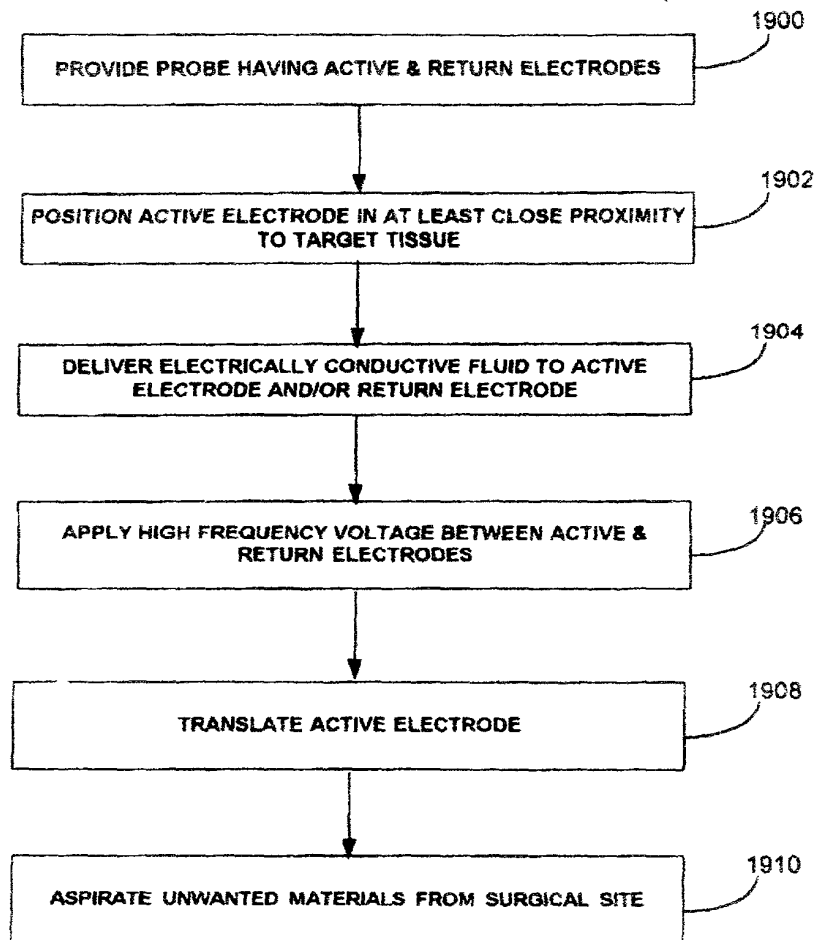 1900
PROVIDE PROBE HAVING ACTIVE & RETURN ELECTRODES
1902
POSITION ACTIVE ELECTRODE IN AT LEAST CLOSE PROXIMITY
TO TARGET TISSUE
1904
DELIVER ELECTRICALLY CONDUCTIVE FLUID TO ACTIVE
ELECTRODE AND/OR RETURN ELECTRODE
1906
APPLY HIGH FREQUENCY VOLTAGE BETWEEN ACTIVE &
RETURN ELECTRODES
1908
TRANSLATE ACTIVE ELECTRODE
1910
ASPIRATE UNWANTED MATERIALS FROM SURGICAL SITE